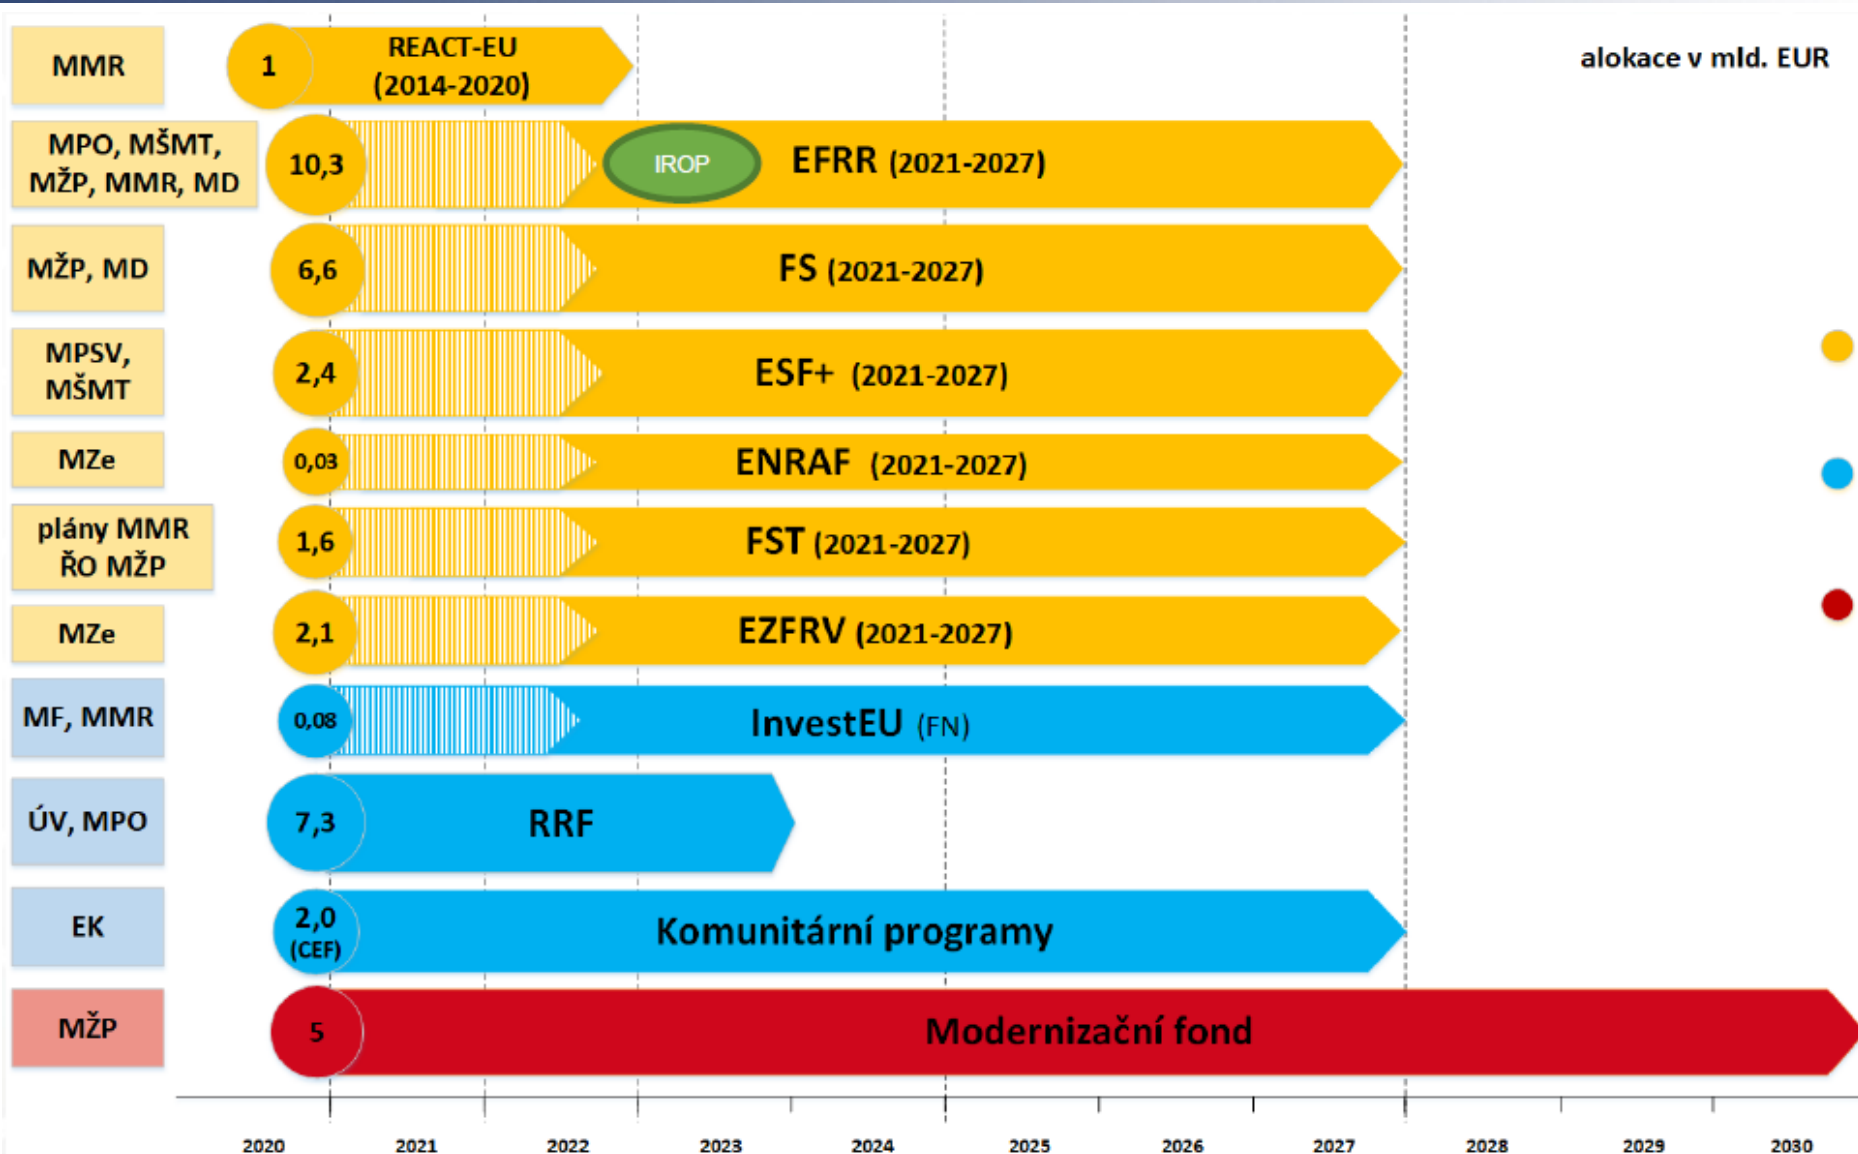 MMR
1
REACT-EU
(2014-2020)
alokace v mld. EUR
MPO, MŠMT,
MŽP, MMR, MD
10,3
IROP
EFRR (2021-2027)
MŽP, MD
6,6
FS (2021-2027)
MPSV,
MŠMT
2,4
ESF+ (2021-2027)
MZe
0,03
ENRAF (2021-2027)
plány MMR
ŘO MŽP
1,6
FST (2021-2027)
MZe
2,1
EZFRV (2021-2027)
MF, MMR
0,08
InvestEU (FN)
ÚV, MPO
7,3
RRF
EK
2,0
(CEF)
Komunitární programy
MŽP
5
Modernizační fond
2020 2021 2022 2023 2024 2025 2026 2027 2028 2029 2030